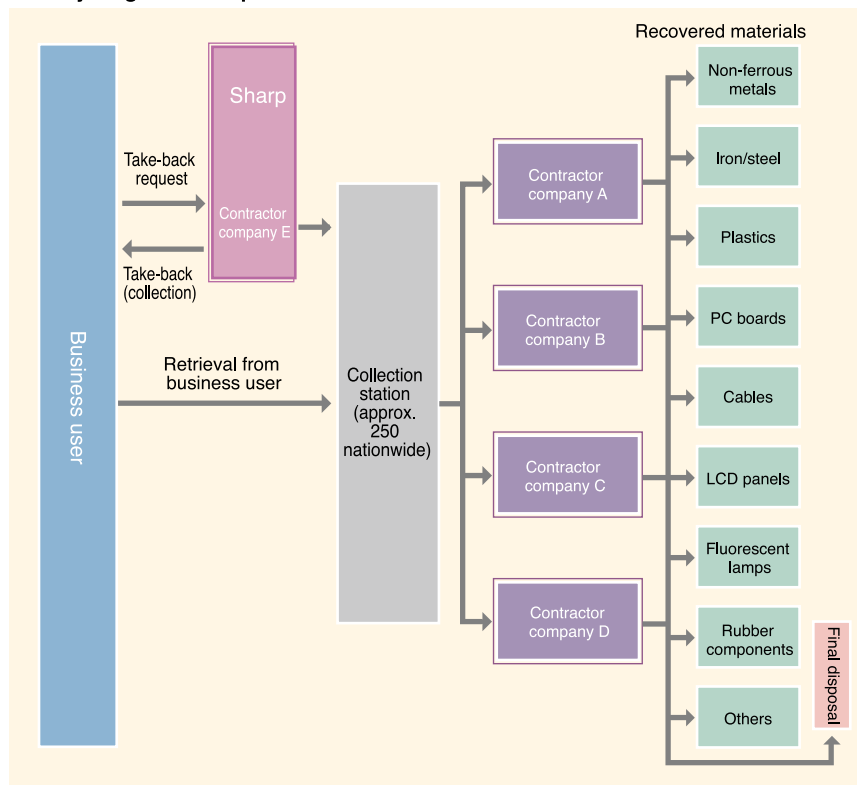 Recovered materials
Business user
Take-back
request
Take-back
(collection)
Sharp
Contractor
company E
Retrieval from
business user
Collection
station
(approx.
250
nationwide)
Contractor
company A
Contractor
company B
Contractor
company C
Contractor
company D
Non-ferrous
metals
Iron/steel
Plastics
PC boards
Cables
LCD panels
Fluorescent
lamps
Rubber
components
Others
Final disposal